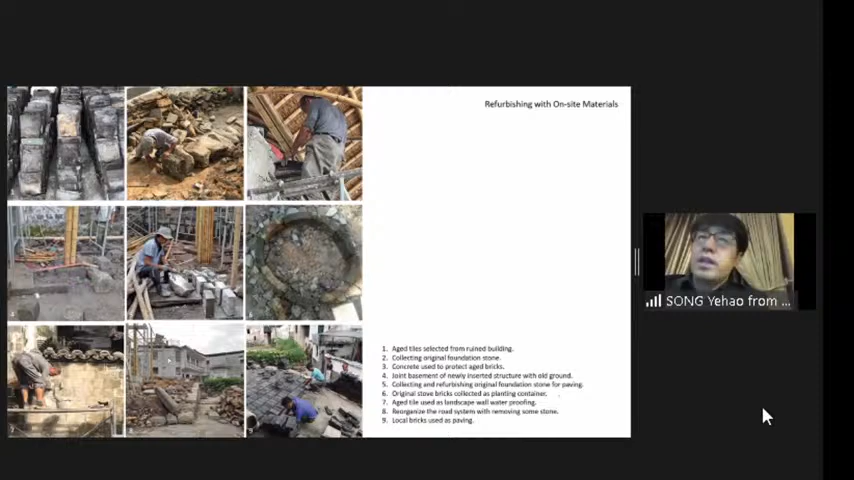 Refurbishing with On-site Materials
1. Aged tiles selected from ruined building.
2. Collecting original foundation stone.
3. Concrete used to protect aged bricks.
4. Joint basement of newly inserted structure with old ground.
5. Collecting and refurbishing original foundation stone for paving.
6. Original stove bricks collected as planting container.
7. Aged tile used as landscape wall water proofing.
8. Reorganize the road system with removing some stone.
9. Local bricks used as paving.
SONG Yehao from ...
4
7
8
9